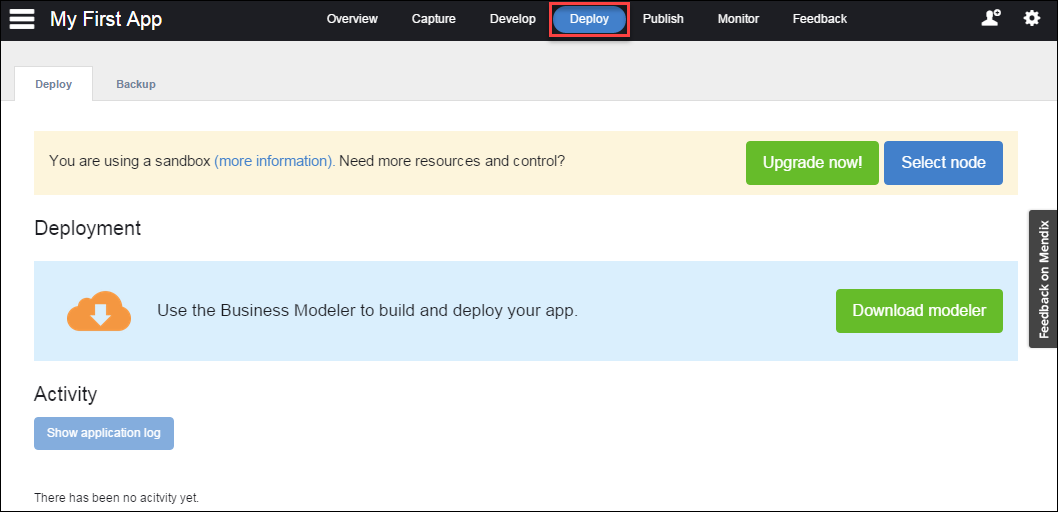 My First App
Overview Capture Develop Deploy Publish Monitor Feedback
Deploy Backup
You are using a sandbox (more information). Need more resources and control?
Upgrade now! Select node
Deployment
Use the Business Modeler to build and deploy your app.
Download modeler
Feedback on Mendix
Activity
Show application log
There has been no acitvity yet.